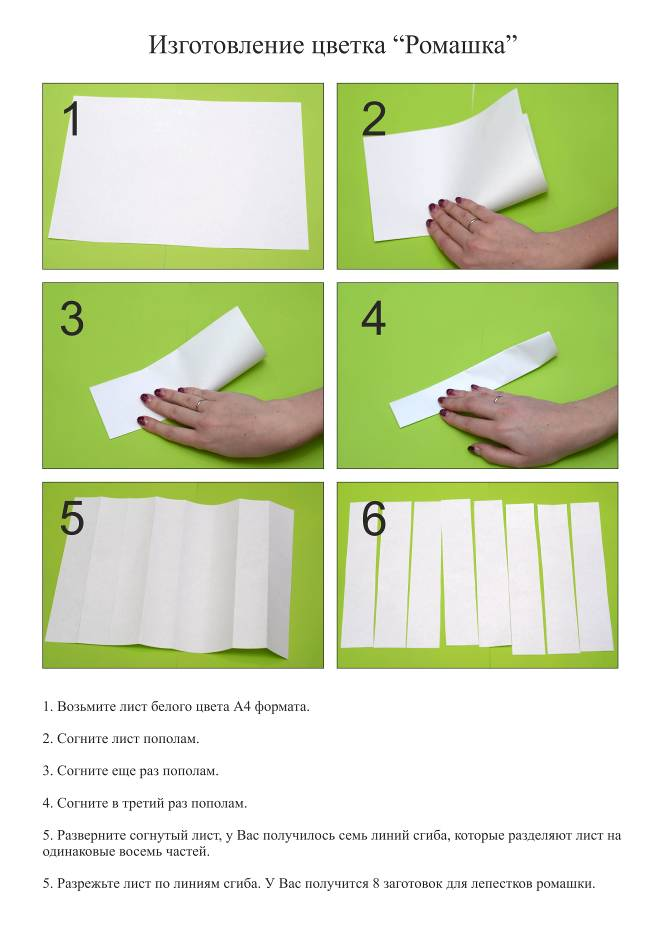 Изготовление цветка “Ромашка”
1
2
3
4
5
6
1. Возьмите лист белого цвета А4 формата.
2. Согните лист пополам.
3. Согните еще раз пополам.
4. Согните в третий раз пополам.
5. Разверните согнутый лист, у Вас получилось семь линий сгиба, которые разделяют лист на
одинаковые восемь частей.
5. Разрежьте лист по линиям сгиба. У Вас получится 8 заготовок для лепестков ромашки.